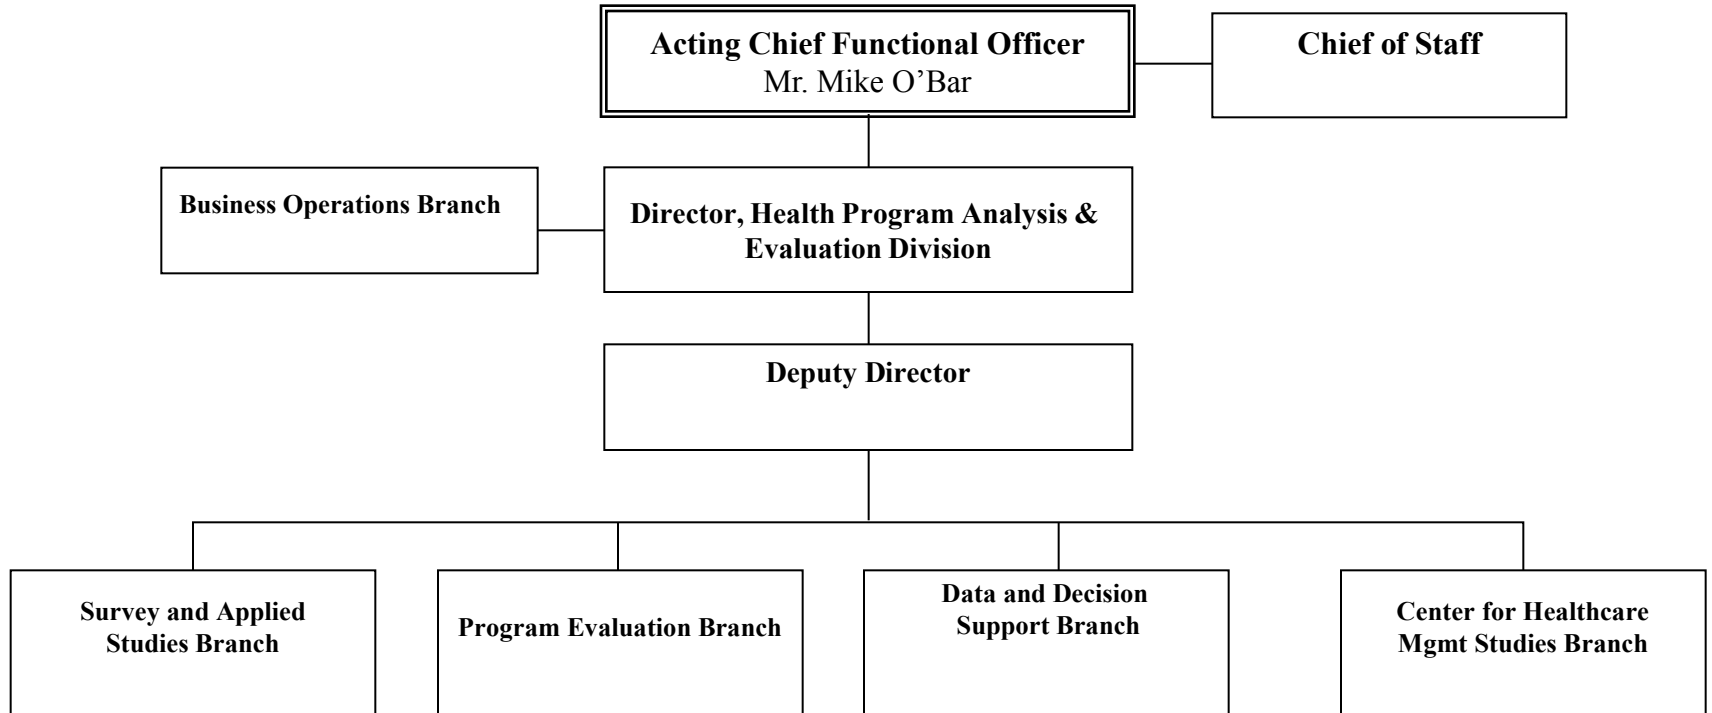 Acting Chief Functional Officer
Mr. Mike O’Bar
Chief of Staff
Business Operations Branch
Director, Health Program Analysis &
Evaluation Division
Deputy Director
Survey and Applied
Studies Branch
Program Evaluation Branch
Data and Decision
Support Branch
Center for Healthcare
Mgmt Studies Branch